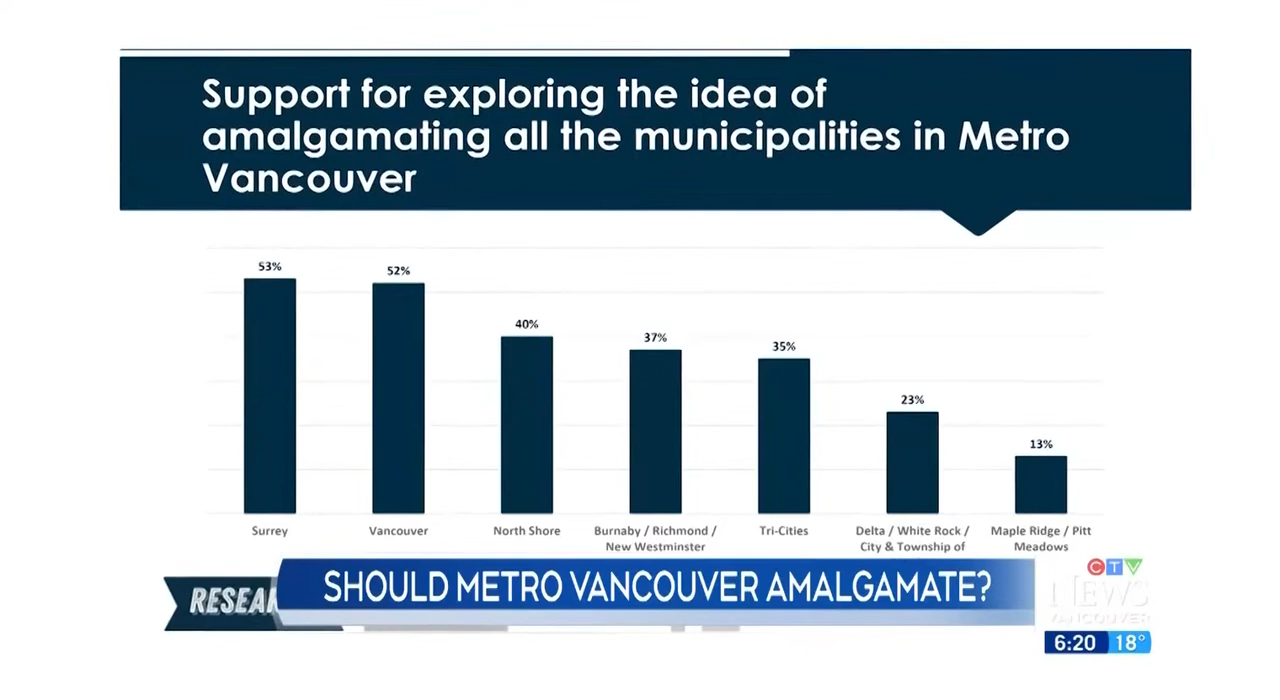 Support for exploring the idea of
amalgamating all the municipalities in Metro
Vancouver
53%
52%
40%
37%
35%
23%
13%
Surrey
Vancouver
North Shore
Burnaby / Richmond /
New Westminster
Tri-Cities
Delta / White Rock /
City & Township of
Maple Ridge / Pitt
Meadows
SHOULD METRO VANCOUVER AMALGAMATE?
CTV
NEWS
VANCOUVER
6:20 18°